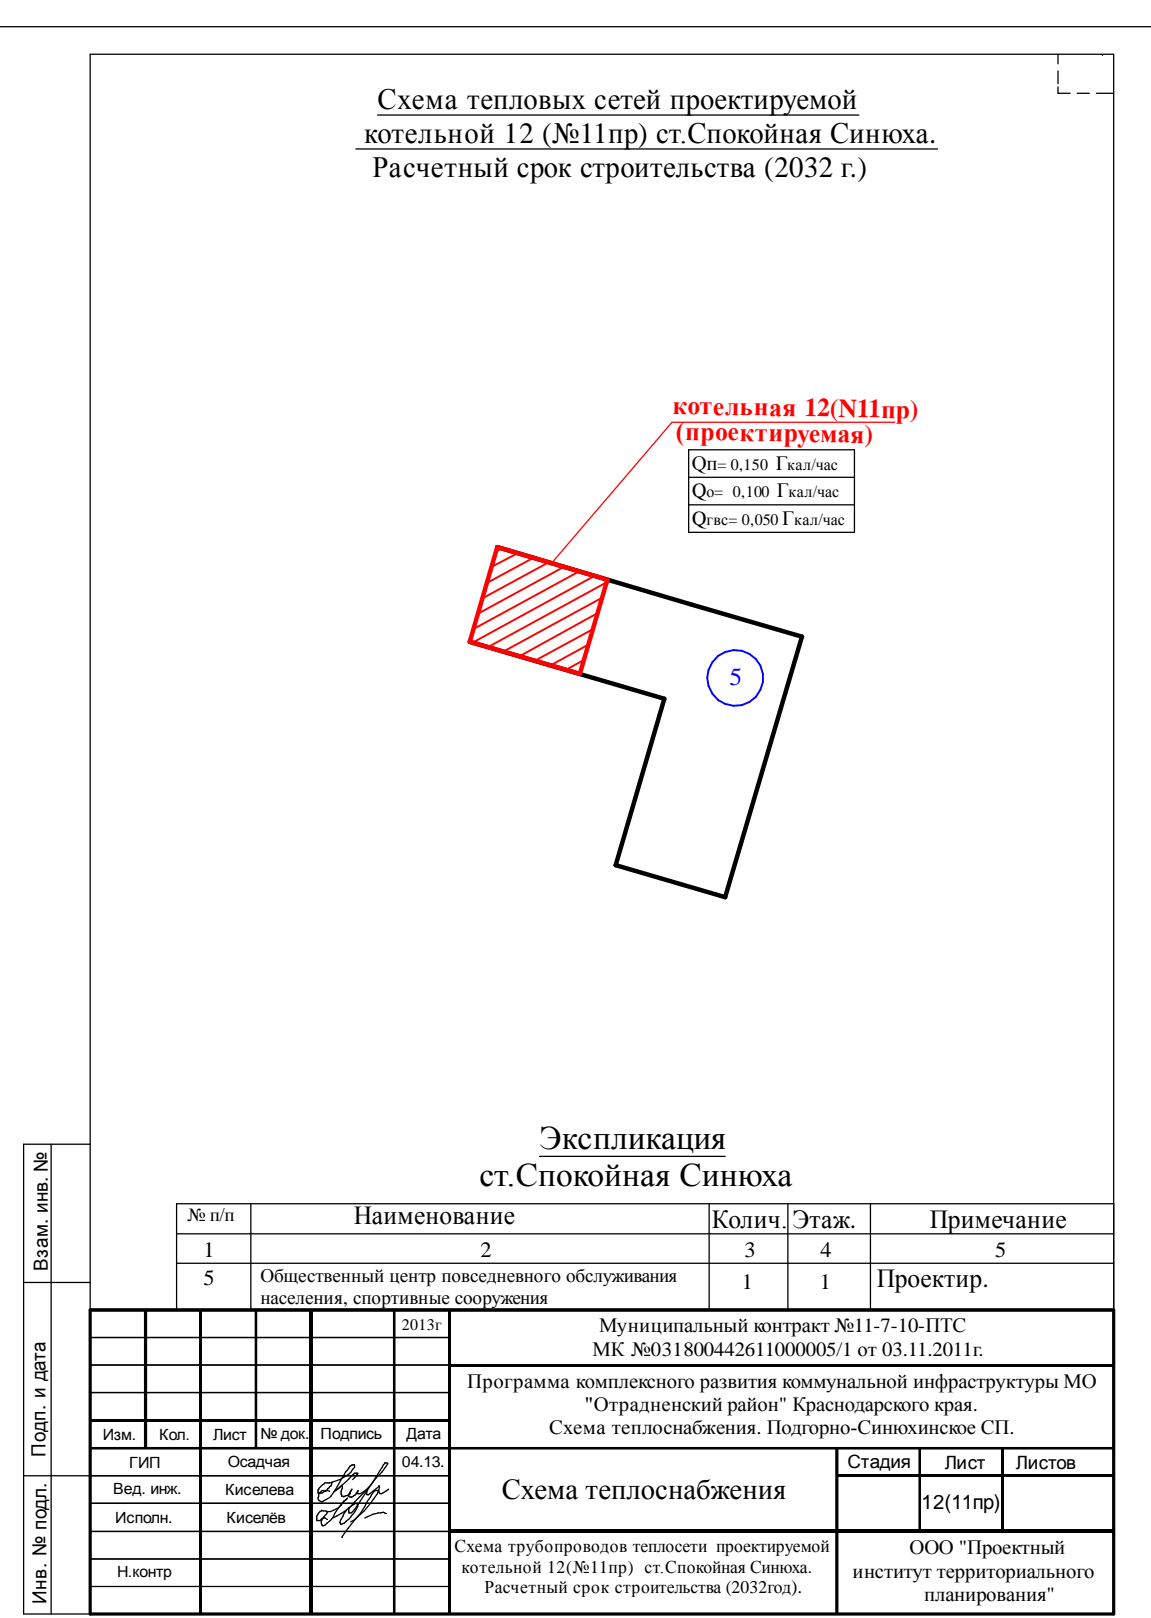 Схема тепловых сетей проектируемой
котельной 12 (№11пр) ст.Спокойная Синюха.
Расчетный срок строительства (2032 г.)
котельная 12(N11пр)
(проектируемая)
Qп= 0,150 Гкал/час
Qо= 0,100 Гкал/час
Qгвс= 0,050 Гкал/час
5
Экспликация
ст.Спокойная Синюха
№ п/п Наименование Колич. Этаж. Примечание
1 2 3 4 5
5 Общественный центр повседневного обслуживания населения, спортивные сооружения 1 1 Проектир.
2013г
Муниципальный контракт №11-7-10-ПТС
МК №031800442611000005/1 от 03.11.2011г.
Программа комплексного развития коммунальной инфраструктуры МО
"Отрадненский район" Краснодарского края.
Схема теплоснабжения. Подгорно-Синюхинское СП.
Изм. Кол. Лист № док. Подпись Дата
ГИП Осадчая 04.13.
Вед. инж. Киселева
Исполн. Киселёв
Н.контр
Схема теплоснабжения
Стадия Лист Листов
12(11пр)
Схема трубопроводов теплосети проектируемой
котельной 12(№11пр) ст.Спокойная Синюха.
Расчетный срок строительства (2032год).
ООО "Проектный
институт территориального
планирования"
Взам. инв. №
Подп. и дата
Инв. № подл.